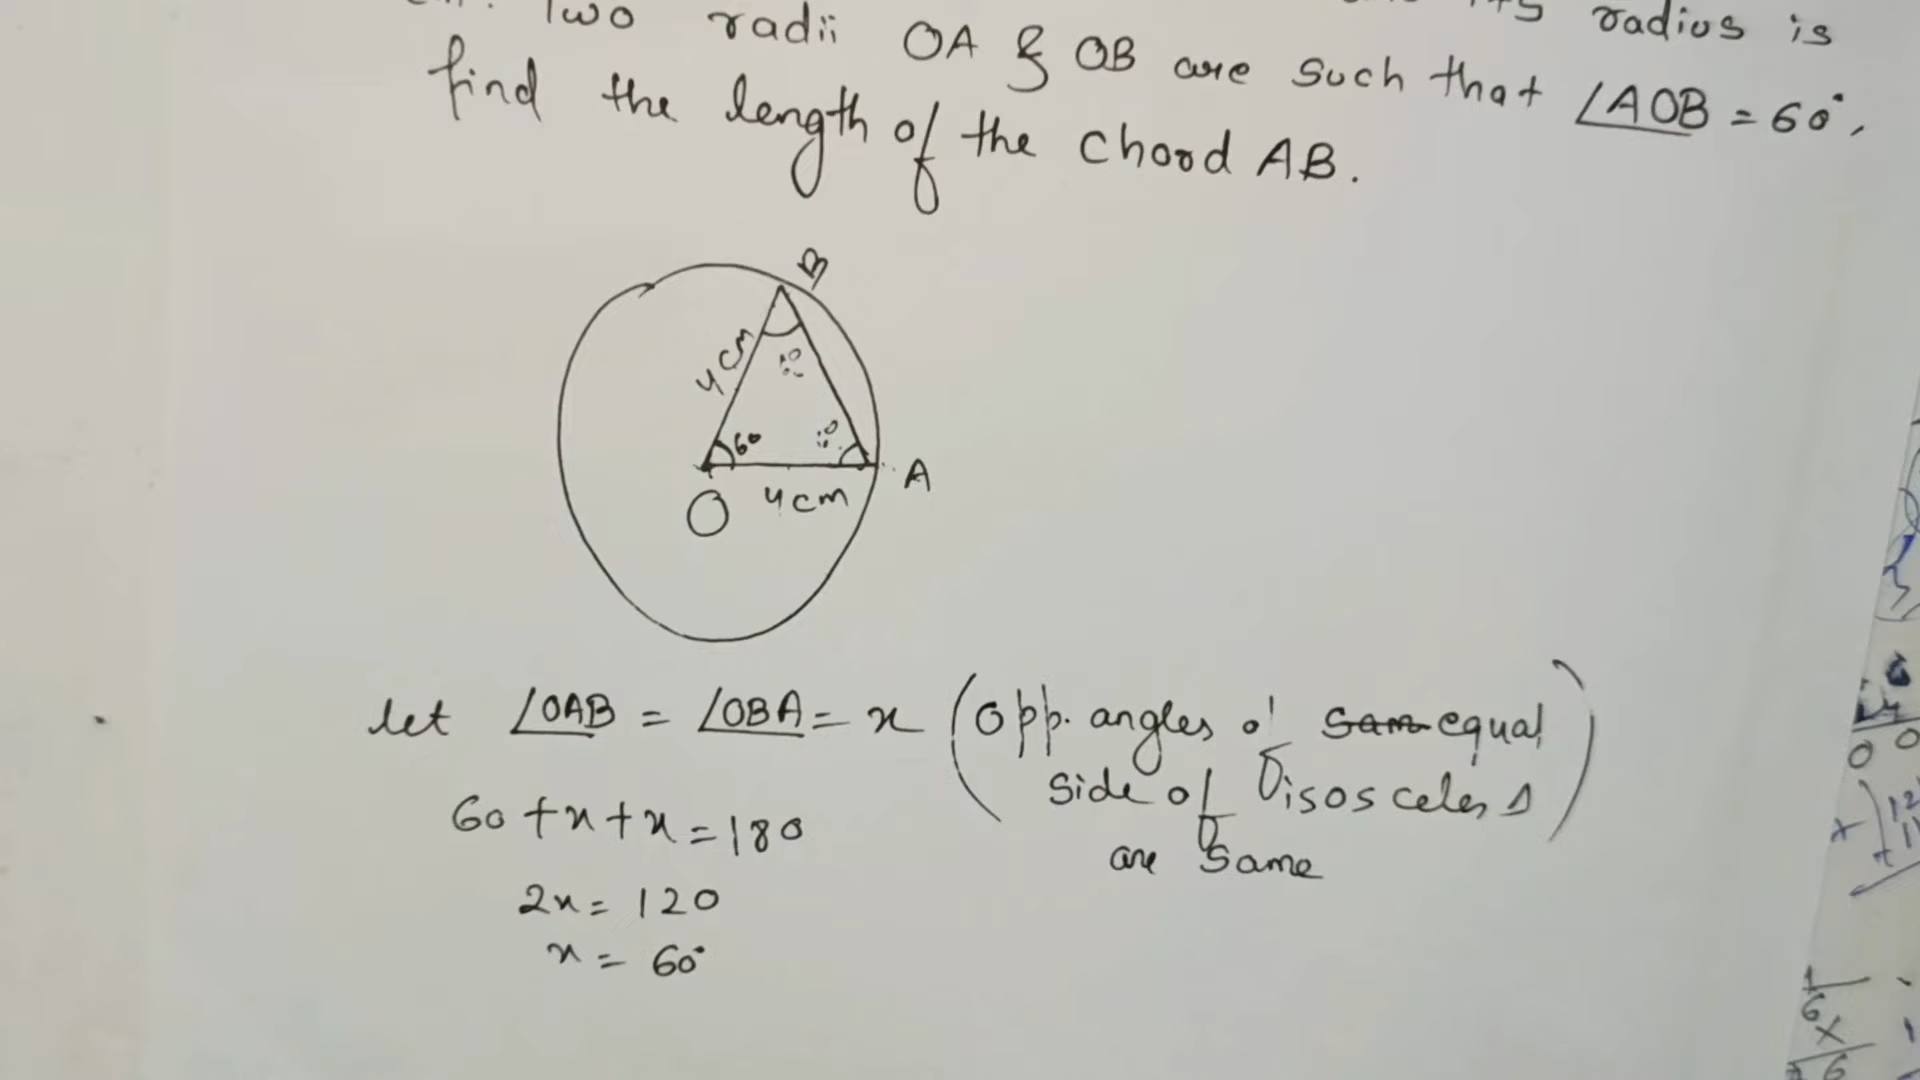 Two radii OA & OB are such that ∠AOB = 60°,
radius is
find the length of the chord AB.
B
4cm
60
A
O 4cm
let ∠OAB = ∠OBA = x (Opp. angles equal
side of isosceles Δ
are same
60 + x + x = 180
2x = 120
x = 60°